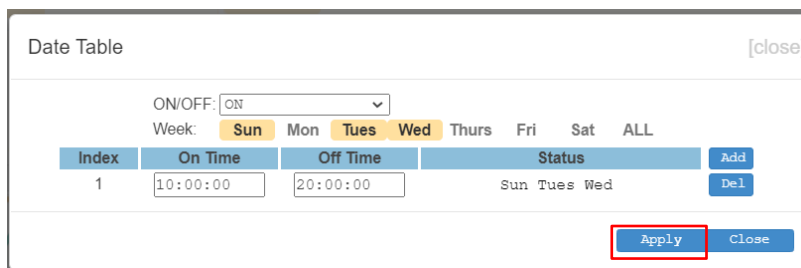 Date Table [close
ON/OFF: ON
Week: Sun Mon Tues Wed Thurs Fri Sat ALL
Index On Time Off Time Status Add
1 10:00:00 20:00:00 Sun Tues Wed Del
Apply Close